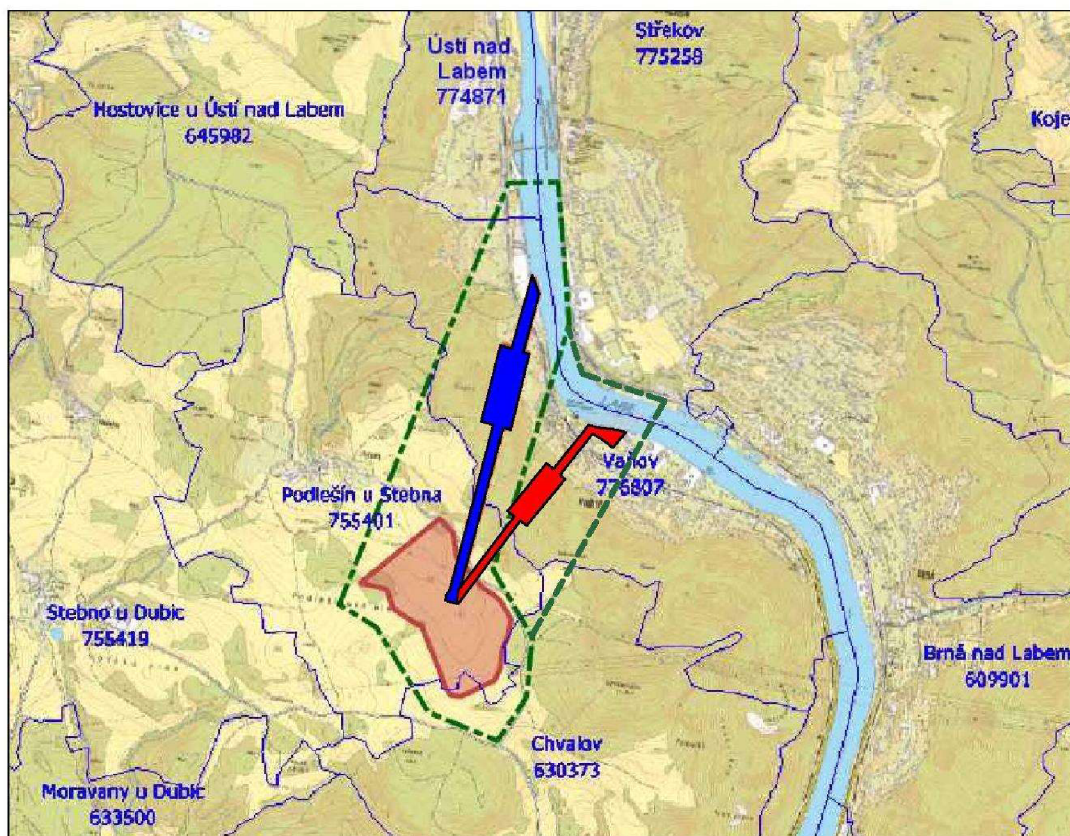 Střekov
775258
Ústí nad
Labem
774871
Hostovice u Ústí nad Labem
645982
Koje
Vaňov
776807
Podlešín u Stebna
755401
Stebno u Dubic
755419
Brná nad Labem
609901
Chvalov
630373
Moravany u Dubic
633500